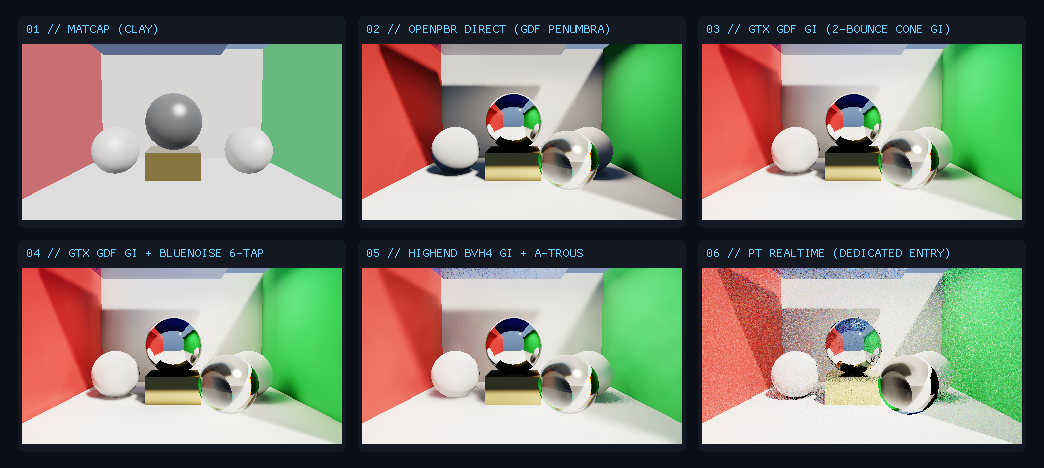 01 // MATCAP (CLAY)
02 // OPENPBR DIRECT (GDF PENUMBRA)
03 // GTX GDF GI (2-BOUNCE CONE GI)
04 // GTX GDF GI + BLUENOISE 6-TAP
05 // HIGHEND BVH4 GI + A-TROUS
06 // PT REALTIME (DEDICATED ENTRY)